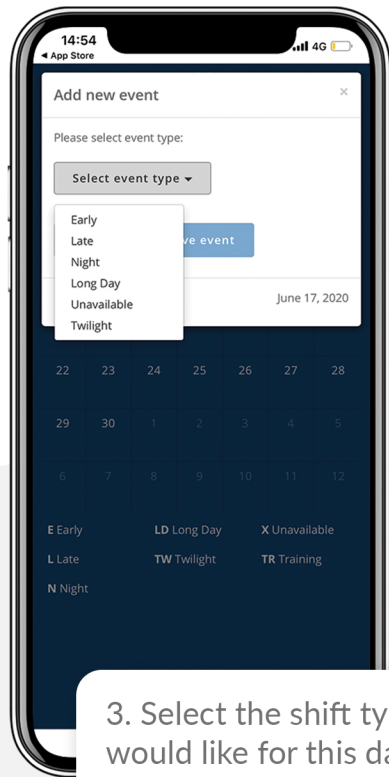 14:54
4G
◀ App Store
Add new event ×
Please select event type:
Select event type
Early
Late
Night
Long Day
Unavailable
Twilight
ve event
June 17, 2020
22 23 24 25 26 27 28
29 30 1 2 3 4 5
6 7 8 9 10 11 12
E Early LD Long Day X Unavailable
L Late TW Twilight TR Training
N Night
3. Select the shift ty
would like for this da